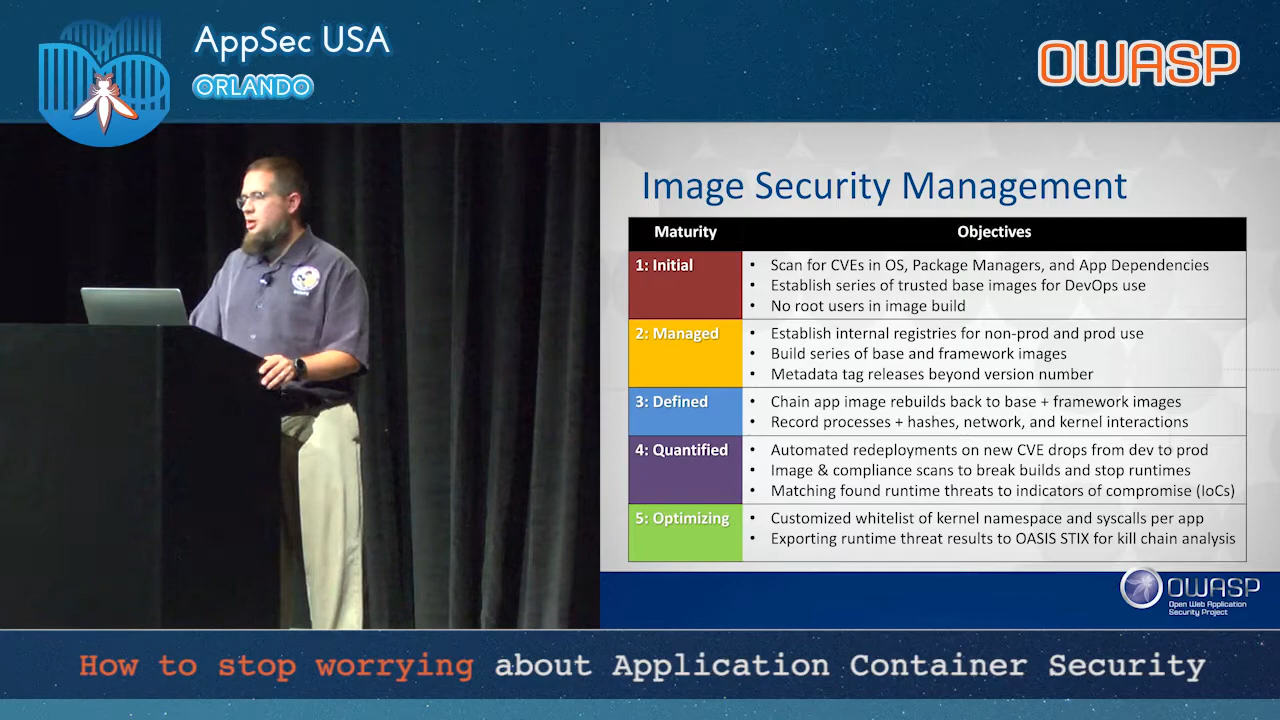 AppSec USA
ORLANDO
OWASP
Image Security Management
Maturity
Objectives
1: Initial
• Scan for CVEs in OS, Package Managers, and App Dependencies
• Establish series of trusted base images for DevOps use
• No root users in image build
2: Managed
• Establish internal registries for non-prod and prod use
• Build series of base and framework images
• Metadata tag releases beyond version number
3: Defined
• Chain app image rebuilds back to base + framework images
• Record processes + hashes, network, and kernel interactions
4: Quantified
• Automated redeployments on new CVE drops from dev to prod
• Image & compliance scans to break builds and stop runtimes
• Matching found runtime threats to indicators of compromise (IoCs)
5: Optimizing
• Customized whitelist of kernel namespace and syscalls per app
• Exporting runtime threat results to OASIS STIX for kill chain analysis
OWASP
Open Web Application
Security Project
How to stop worrying about Application Container Security